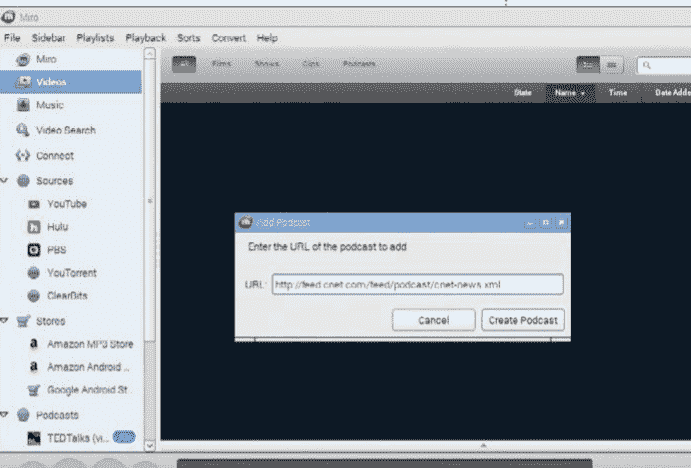 Miro
File Sidebar Playlists Playback Sorts Convert Help
Miro
Videos
Music
Video Search
Connect
Sources
YouTube
Hulu
PBS
YouTorrent
ClearBits
Stores
Amazon MP3 Store
Amazon Android ...
Google Android St...
Podcasts
TEDTalks (vi...
All Films Shows Clips Podcasts
State Name Time Date Adde
Add Podcast
Enter the URL of the podcast to add
URL: http://feed.cnet.com/feed/podcast/cnet-news.xml
Cancel Create Podcast